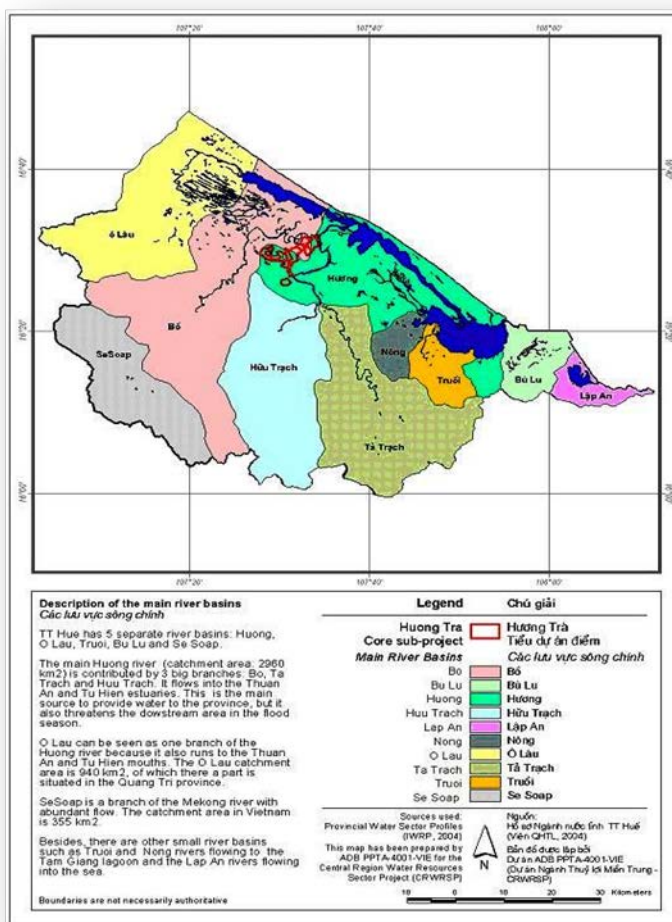 107°20'
107°40'
108°00'
16°40'
16°40'
Ô Lâu
Hương
Bồ
16°20'
16°20'
SeSoap
Nông
Hữu Trạch
Truồi
Bù Lu
Lập An
Tả Trạch
16°00'
16°00'
107°20'
107°40'
108°00'
Description of the main river basins
Các lưu vực sông chính
TT Hue has 5 separate river basins: Huong,
O Lau, Truoi, Bu Lu and Se Soap.
The main Huong river (catchment area: 2960
km2) is contributed by 3 big branches: Bo, Ta
Trach and Huu Trach. It flows into the Thuan
An and Tu Hien estuaries. This is the main
source to provide water to the province, but it
also threatens the dowstream area in the flood
season.
O Lau can be seen as one branch of the
Huong river because it also runs to the Thuan
An and Tu Hien mouths. The O Lau catchment
area is 940 km2, of which there a part is
situated in the Quang Tri province.
SeSoap is a branch of the Mekong river with
abundant flow. The catchment area in Vietnam
is 355 km2.
Besides, there are other small river basins
such as Truoi and Nong rivers flowing to the
Tam Giang lagoon and the Lap An rivers flowing
into the sea.
Boundaries are not necessarily authoritative
Legend Chú giải
Huong Tra Hương Trà
Core sub-project Tiểu dự án điểm
Main River Basins Các lưu vực sông chính
Bo Bồ
Bu Lu Bù Lu
Huong Hương
Huu Trach Hữu Trạch
Lap An Lập An
Nong Nông
O Lau Ô Lâu
Ta Trach Tả Trạch
Truoi Truồi
Se Soap Se Soap
Sources used:
Provincial Water Sector Profiles
(IWRP, 2004)
This map has been prepared by
ADB PPTA-4001-VIE for the
Central Region Water Resources
Sector Project (CRWRSP)
N
Nguồn:
Hồ sơ Ngành nước tỉnh TT Huế
(Viện QHTL, 2004)
Bản đồ được lập bởi
Dự án ADB PPTA-4001-VIE
(Dự án Ngành Thuỷ lợi Miền Trung -
CRWRSP)
10 0 10 20 30 Kilometers